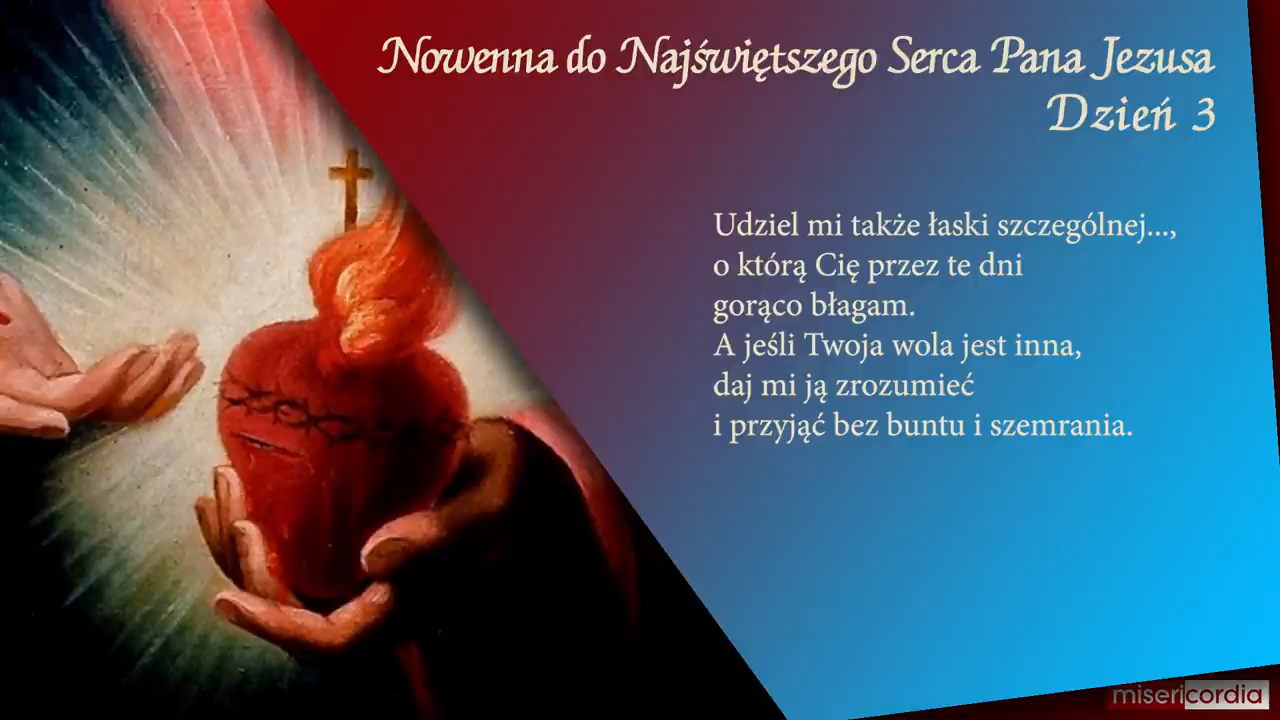 Nowenna do Najświętszego Serca Pana Jezusa
Dzień 3
Udziel mi także łaski szczególnej...,
o którą Cię przez te dni
gorąco błagam.
A jeśli Twoja wola jest inna,
daj mi ją zrozumieć
i przyjąć bez buntu i szemrania.
misericordia